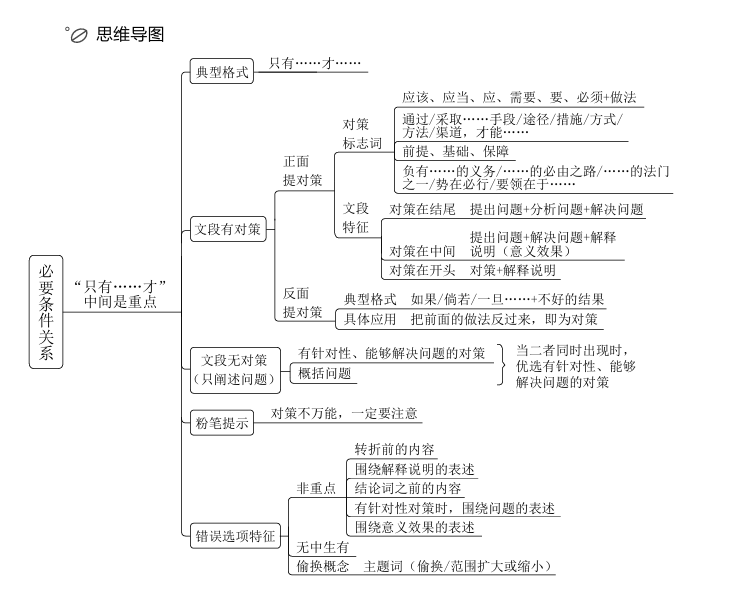 思维导图
必要条件关系
“只有……才”
中间是重点
典型格式
只有……才……
文段有对策
正面
提对策
对策
标志词
应该、应当、应、需要、要、必须+做法
通过/采取……手段/途径/措施/方式/
方法/渠道，才能……
前提、基础、保障
负有……的义务/……的必由之路/……的法门
之一/势在必行/要领在于……
文段
特征
对策在结尾 提出问题+分析问题+解决问题
提出问题+解决问题+解释
对策在中间 说明（意义效果）
对策在开头 对策+解释说明
反面
提对策
典型格式 如果/倘若/一旦……+不好的结果
具体应用 把前面的做法反过来，即为对策
文段无对策
（只阐述问题）
有针对性、能够解决问题的对策
概括问题
当二者同时出现时，
优选有针对性、能够
解决问题的对策
粉笔提示
对策不万能，一定要注意
错误选项特征
非重点
转折前的内容
围绕解释说明的表述
结论词之前的内容
有针对性对策时，围绕问题的表述
围绕意义效果的表述
无中生有
偷换概念 主题词（偷换/范围扩大或缩小）